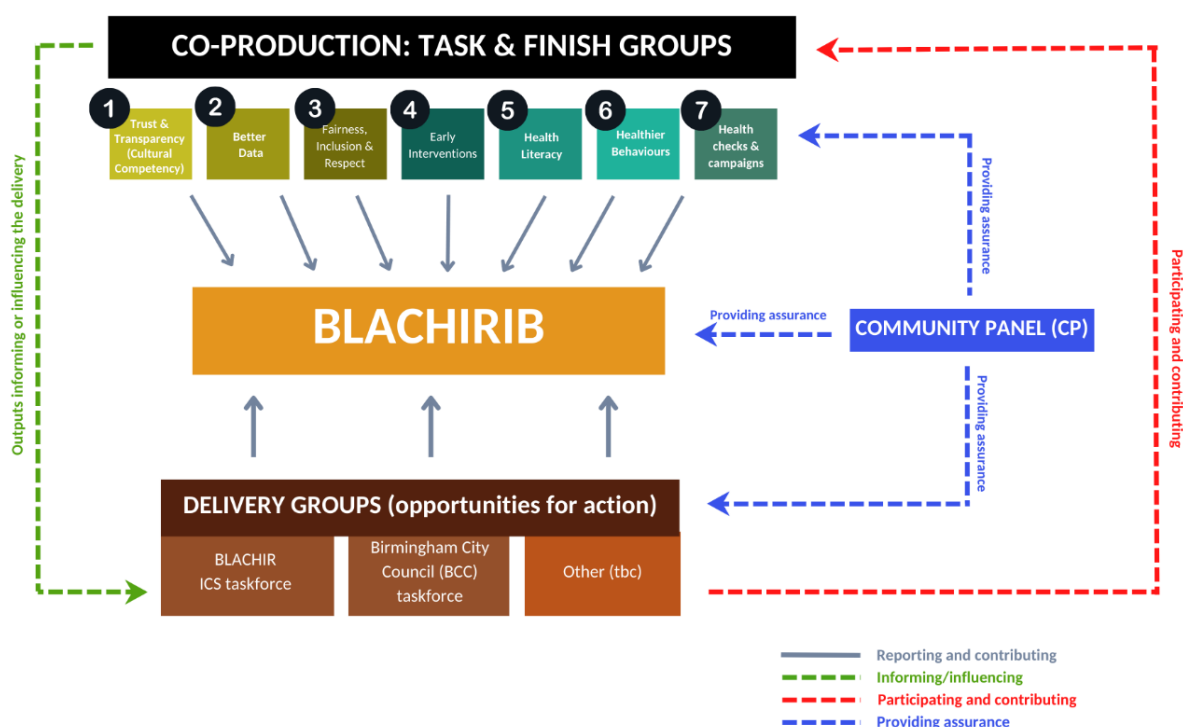 CO-PRODUCTION: TASK & FINISH GROUPS
1
Trust &
Transparency
(Cultural
Competency)
2
Better
Data
3
Fairness,
Inclusion &
Respect
4
Early
Interventions
5
Health
Literacy
6
Healthier
Behaviours
7
Health
checks &
campaigns
Outputs informing or influencing the delivery
Providing assurance
Participating and contributing
BLACHIRIB
Providing assurance
COMMUNITY PANEL (CP)
Providing assurance
DELIVERY GROUPS (opportunities for action)
BLACHIR
ICS taskforce
Birmingham City
Council (BCC)
taskforce
Other (tbc)
Reporting and contributing
Informing/influencing
Participating and contributing
Providing assurance